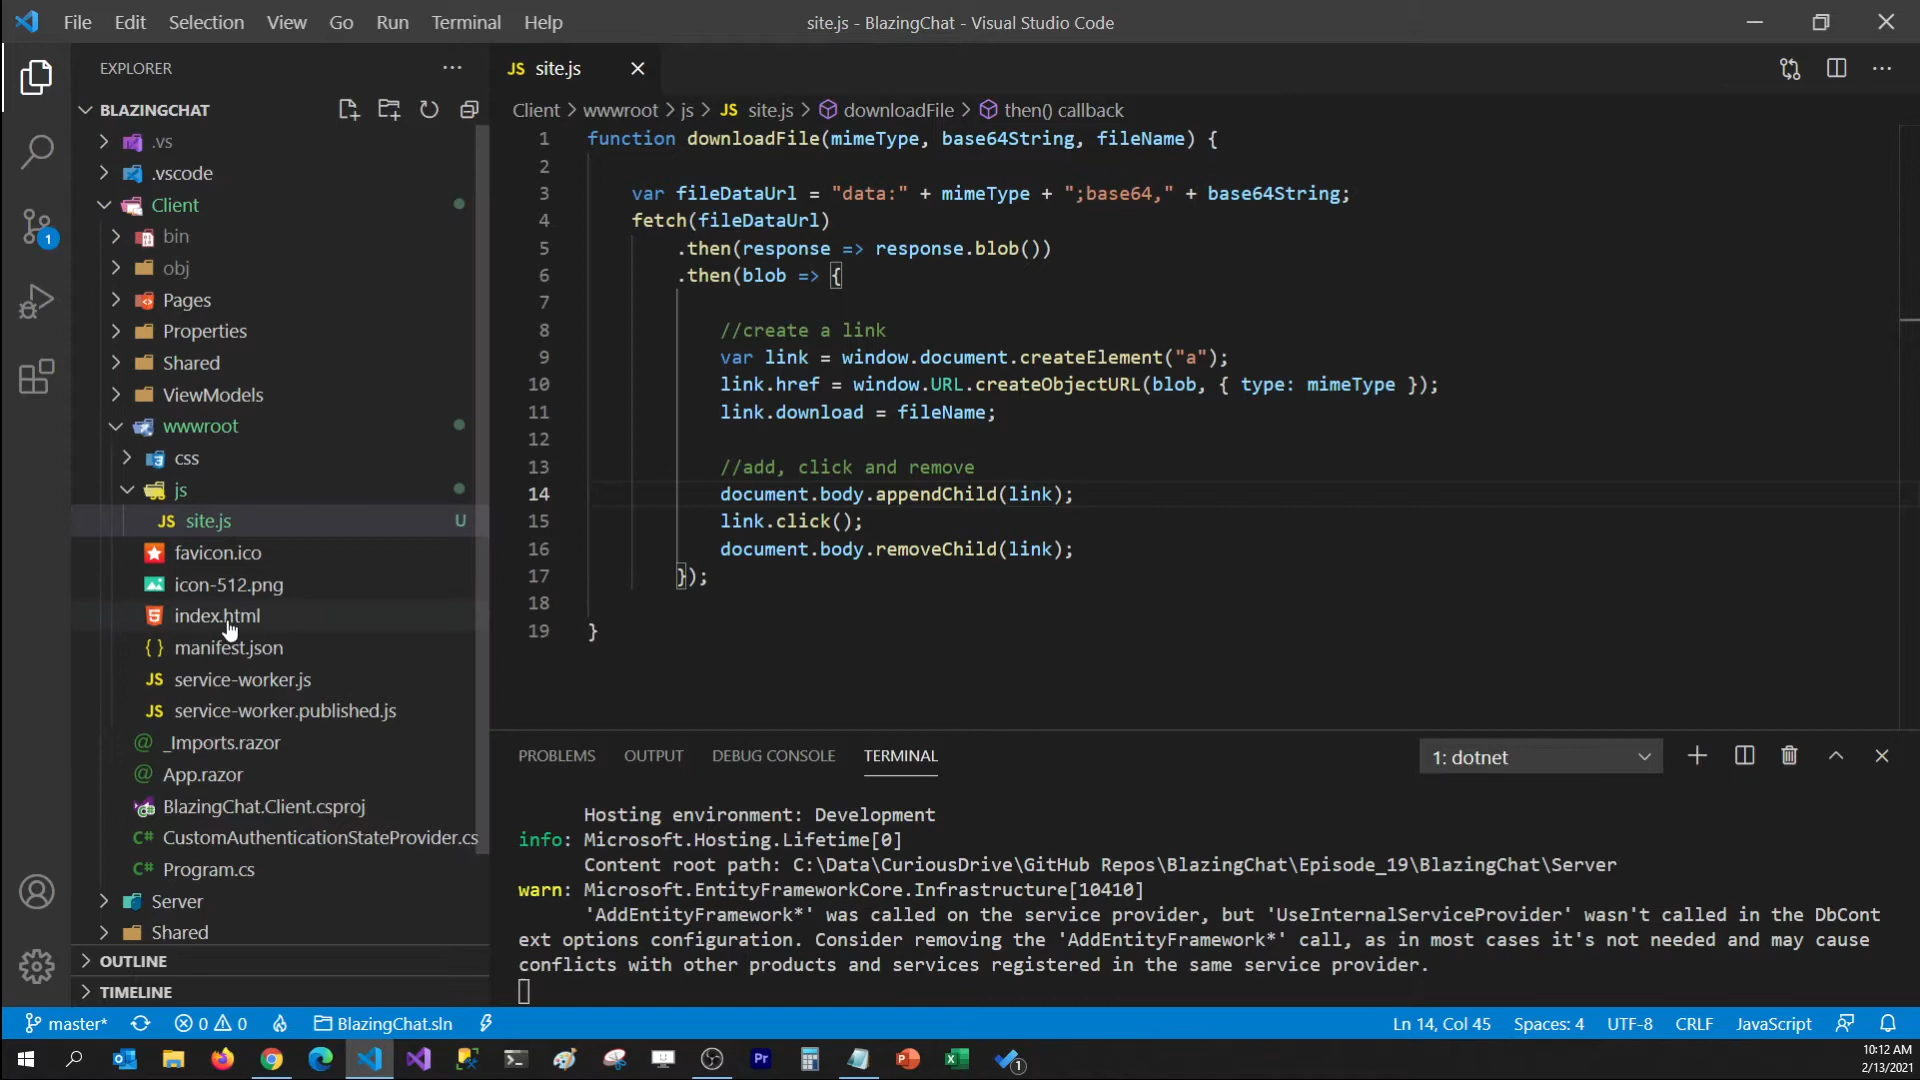 File Edit Selection View Go Run Terminal Help
site.js - BlazingChat - Visual Studio Code
EXPLORER
BLAZINGCHAT
.vs
.vscode
Client
bin
obj
Pages
Properties
Shared
ViewModels
wwwroot
css
js
JS site.js U
favicon.ico
icon-512.png
index.html
{ } manifest.json
JS service-worker.js
JS service-worker.published.js
@ _Imports.razor
@ App.razor
BlazingChat.Client.csproj
C# CustomAuthenticationStateProvider.cs
C# Program.cs
Server
Shared
OUTLINE
TIMELINE
JS site.js
Client > wwwroot > js > JS site.js > downloadFile > then() callback
1 function downloadFile(mimeType, base64String, fileName) {
2
3 var fileDataUrl = "data:" + mimeType + ";base64," + base64String;
4 fetch(fileDataUrl)
5 .then(response => response.blob())
6 .then(blob => {
7
8 //create a link
9 var link = window.document.createElement("a");
10 link.href = window.URL.createObjectURL(blob, { type: mimeType });
11 link.download = fileName;
12
13 //add, click and remove
14 document.body.appendChild(link);
15 link.click();
16 document.body.removeChild(link);
17 });
18
19 }
PROBLEMS OUTPUT DEBUG CONSOLE TERMINAL
1: dotnet
Hosting environment: Development
info: Microsoft.Hosting.Lifetime[0]
Content root path: C:\Data\CuriousDrive\GitHub Repos\BlazingChat\Episode_19\BlazingChat\Server
warn: Microsoft.EntityFrameworkCore.Infrastructure[10410]
'AddEntityFramework*' was called on the service provider, but 'UseInternalServiceProvider' wasn't called in the DbCont
ext options configuration. Consider removing the 'AddEntityFramework*' call, as in most cases it's not needed and may cause
conflicts with other products and services registered in the same service provider.
1
master* 0 0 BlazingChat.sln
Ln 14, Col 45 Spaces: 4 UTF-8 CRLF JavaScript
Pr
1
10:12 AM
2/13/2021